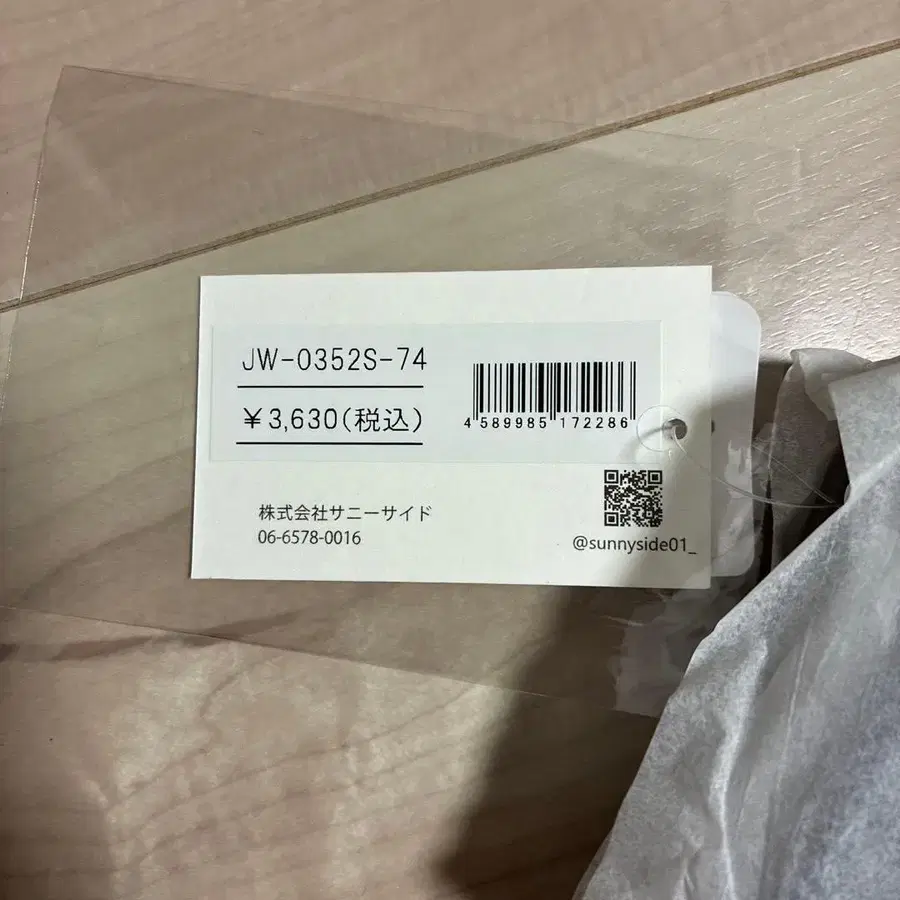 JW-0352S-74
￥3,630(税込)
4 589985 172286
株式会社サニーサイド
06-6578-0016
@sunnyside01_